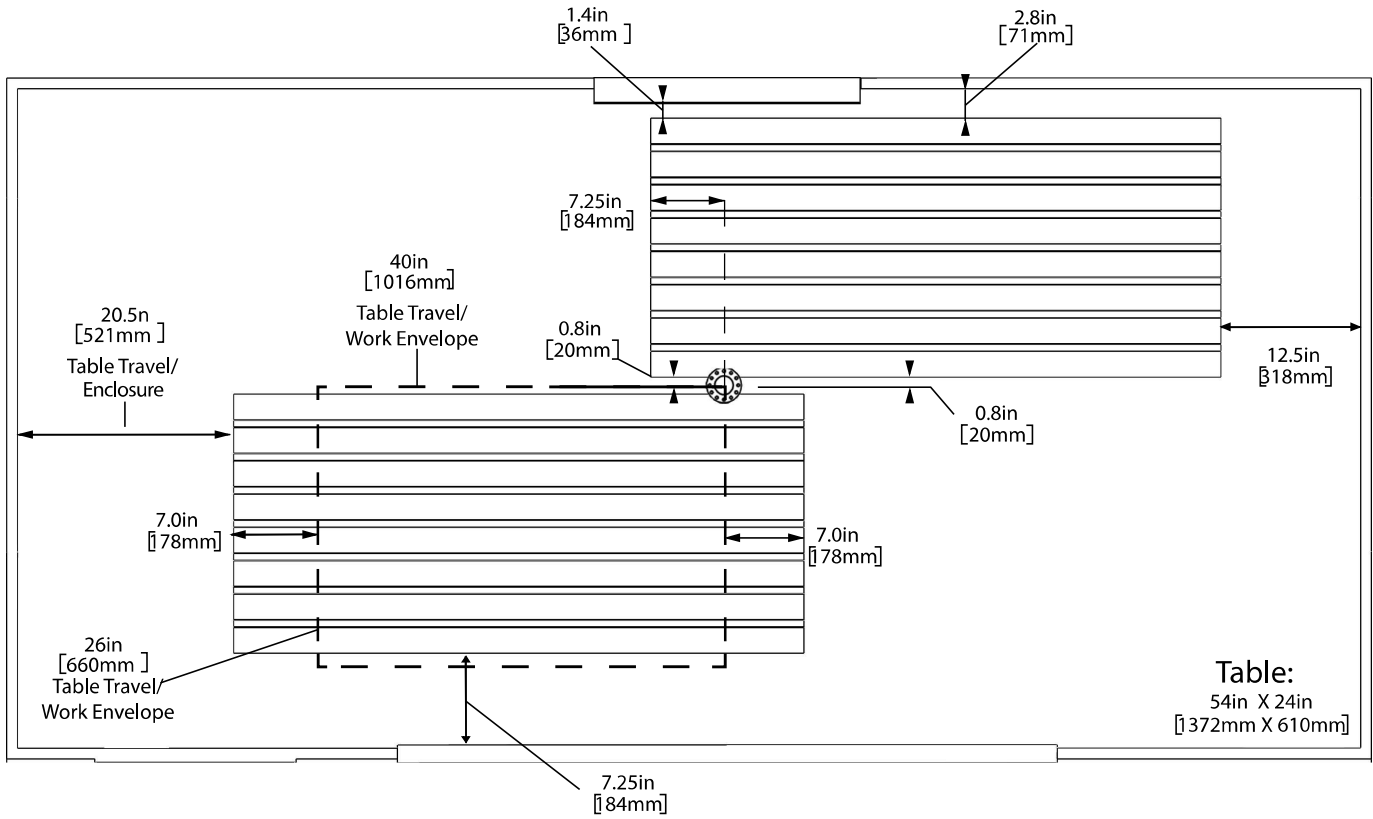 1.4in
[36mm ]
2.8in
[71mm]
7.25in
[184mm]
40in
[1016mm]
Table Travel/
Work Envelope
20.5n
[521mm ]
Table Travel/
Enclosure
0.8in
[20mm]
12.5in
[318mm]
0.8in
[20mm]
7.0in
[178mm]
7.0in
[178mm]
26in
[660mm ]
Table Travel/
Work Envelope
Table:
54in X 24in
[1372mm X 610mm]
7.25in
[184mm]